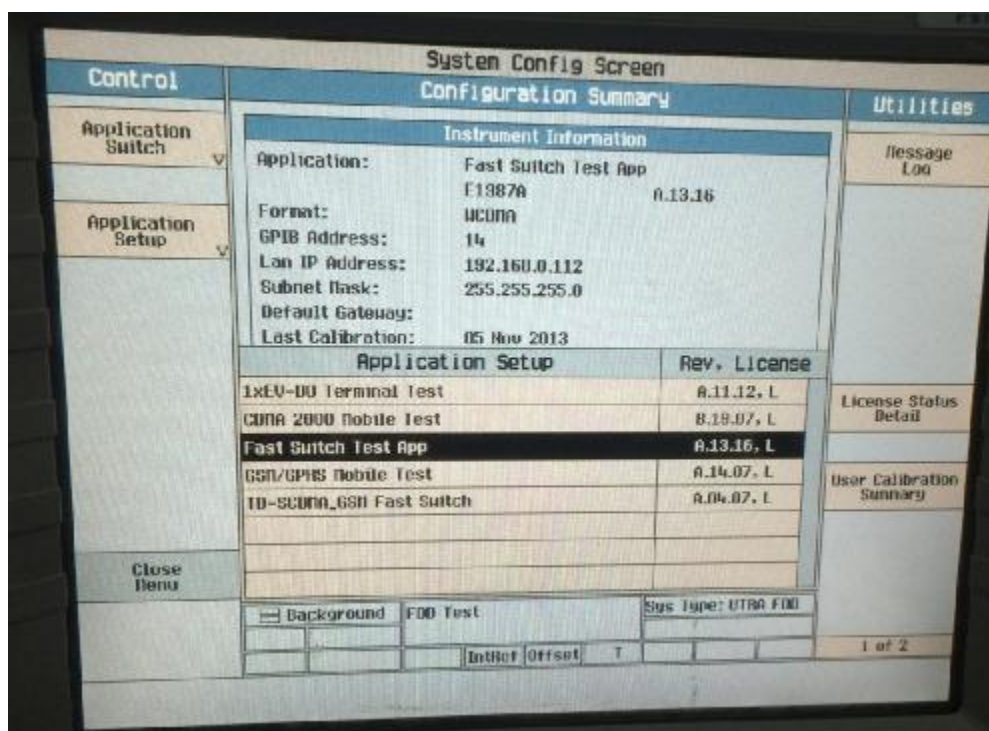 System Config Screen
Control
Configuration Summary
Utilities
Application
Switch
Instrument Information
Message
Log
Application: Fast Switch Test App
E1987A A.13.16
Application
Setup
Format: WCDMA
GPIB Address: 14
Lan IP Address: 192.168.0.112
Subnet Mask: 255.255.255.0
Default Gateway:
Last Calibration: 05 Nov 2013
Application Setup Rev. License
1xEV-DO Terminal Test A.11.12, L
License Status
Detail
CDMA 2000 Mobile Test B.19.07, L
Fast Switch Test App A.13.16, L
GSM/GPRS Mobile Test A.14.07, L
User Calibration
Summary
TD-SCDMA_GSM Fast Switch A.04.07, L
Close
Menu
Background FDD Test Sys Type: UTRA FDD
IntRef Offset T
1 of 2